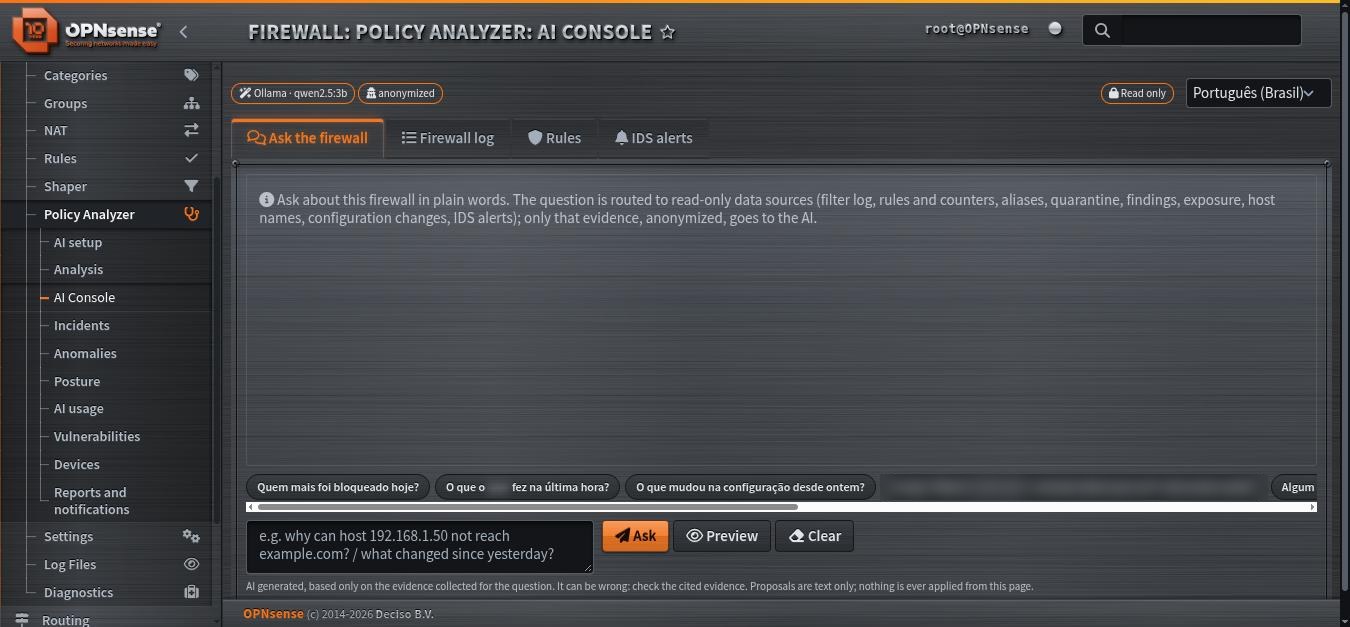 OPNsense
Securing networks made easy
FIREWALL: POLICY ANALYZER: AI CONSOLE
root@OPNsense
Categories
Groups
NAT
Rules
Shaper
Policy Analyzer
AI setup
Analysis
AI Console
Incidents
Anomalies
Posture
AI usage
Vulnerabilities
Devices
Reports and
notifications
Settings
Log Files
Diagnostics
Routing
Ollama · qwen2.5:3b
anonymized
Read only
Português (Brasil)
Ask the firewall
Firewall log
Rules
IDS alerts
Ask about this firewall in plain words. The question is routed to read-only data sources (filter log, rules and counters, aliases, quarantine, findings, exposure, host
names, configuration changes, IDS alerts); only that evidence, anonymized, goes to the AI.
Quem mais foi bloqueado hoje?
O que o fez na última hora?
O que mudou na configuração desde ontem?
Algum
e.g. why can host 192.168.1.50 not reach
example.com? / what changed since yesterday?
Ask
Preview
Clear
AI generated, based only on the evidence collected for the question. It can be wrong: check the cited evidence. Proposals are text only; nothing is ever applied from this page.
OPNsense (c) 2014-2026 Deciso B.V.